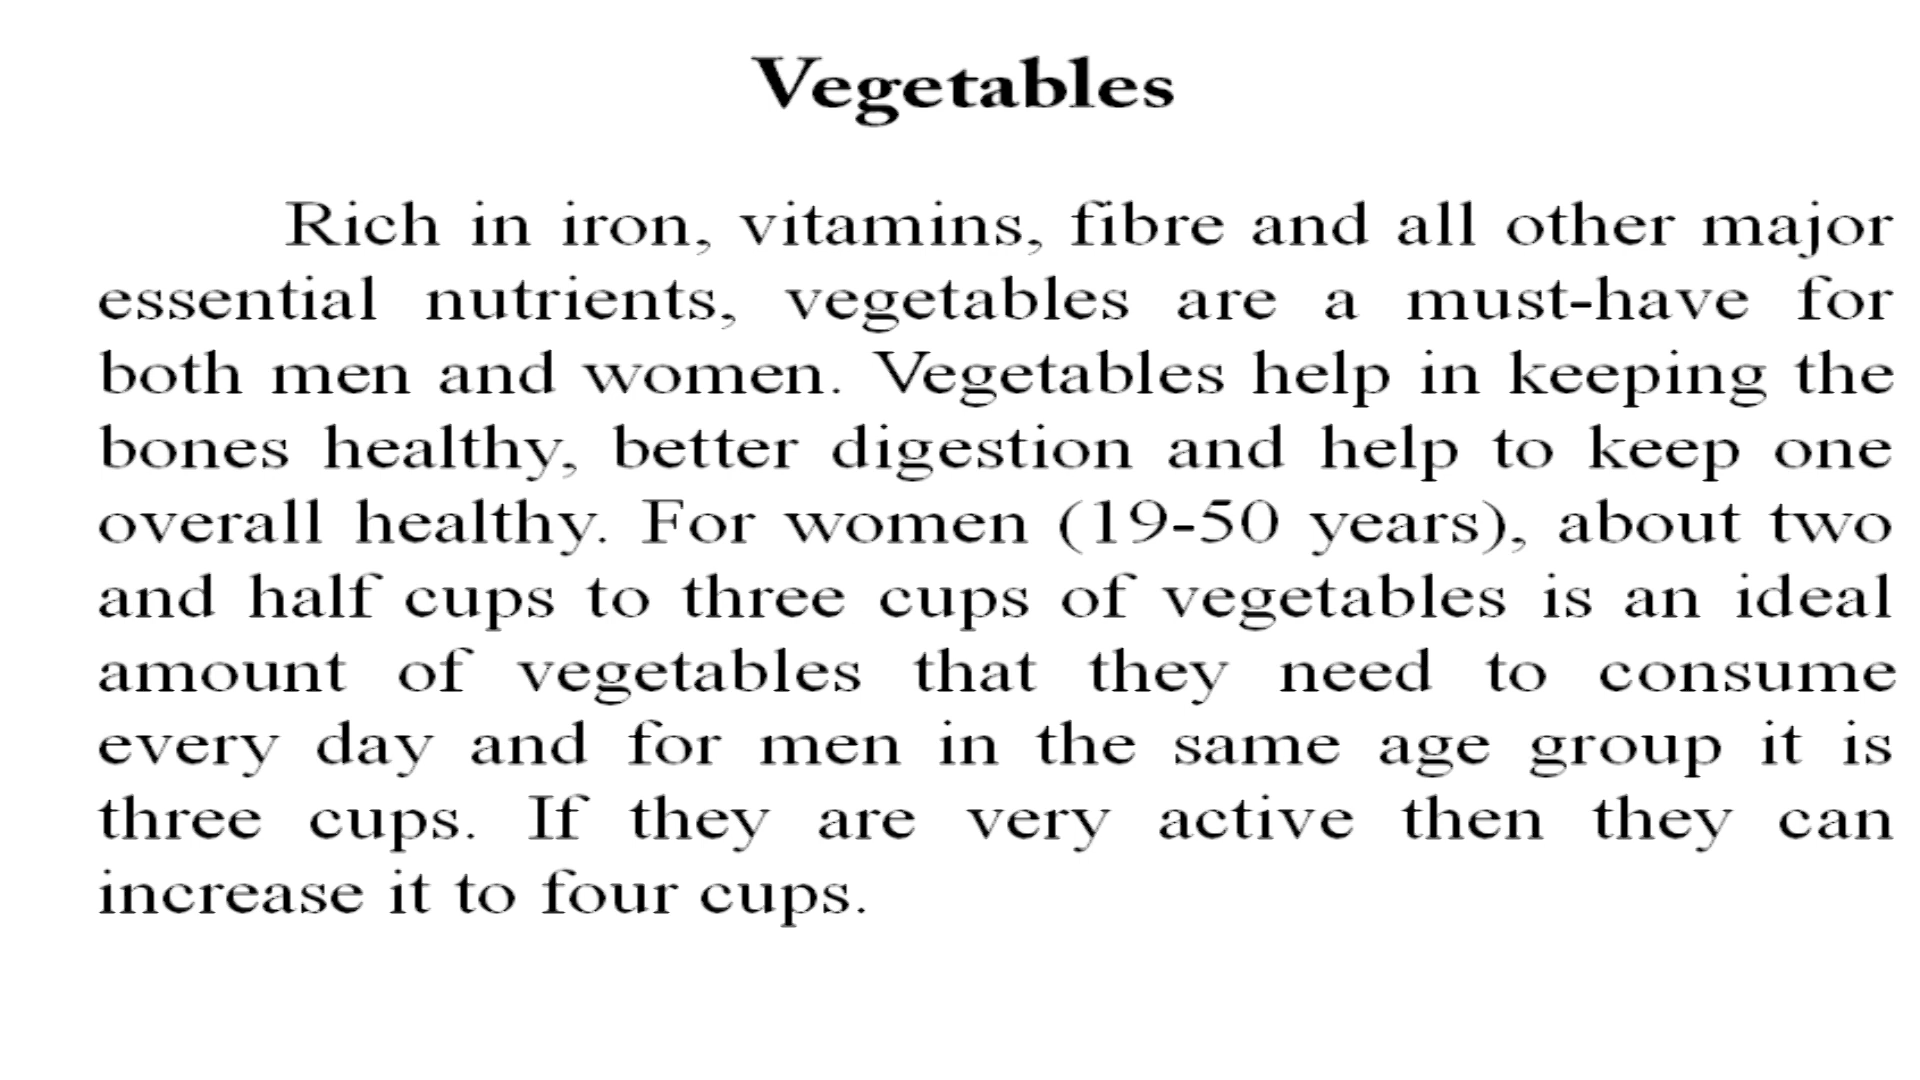 Vegetables
Rich in iron, vitamins, fibre and all other major
essential nutrients, vegetables are a must-have for
both men and women. Vegetables help in keeping the
bones healthy, better digestion and help to keep one
overall healthy. For women (19-50 years), about two
and half cups to three cups of vegetables is an ideal
amount of vegetables that they need to consume
every day and for men in the same age group it is
three cups. If they are very active then they can
increase it to four cups.